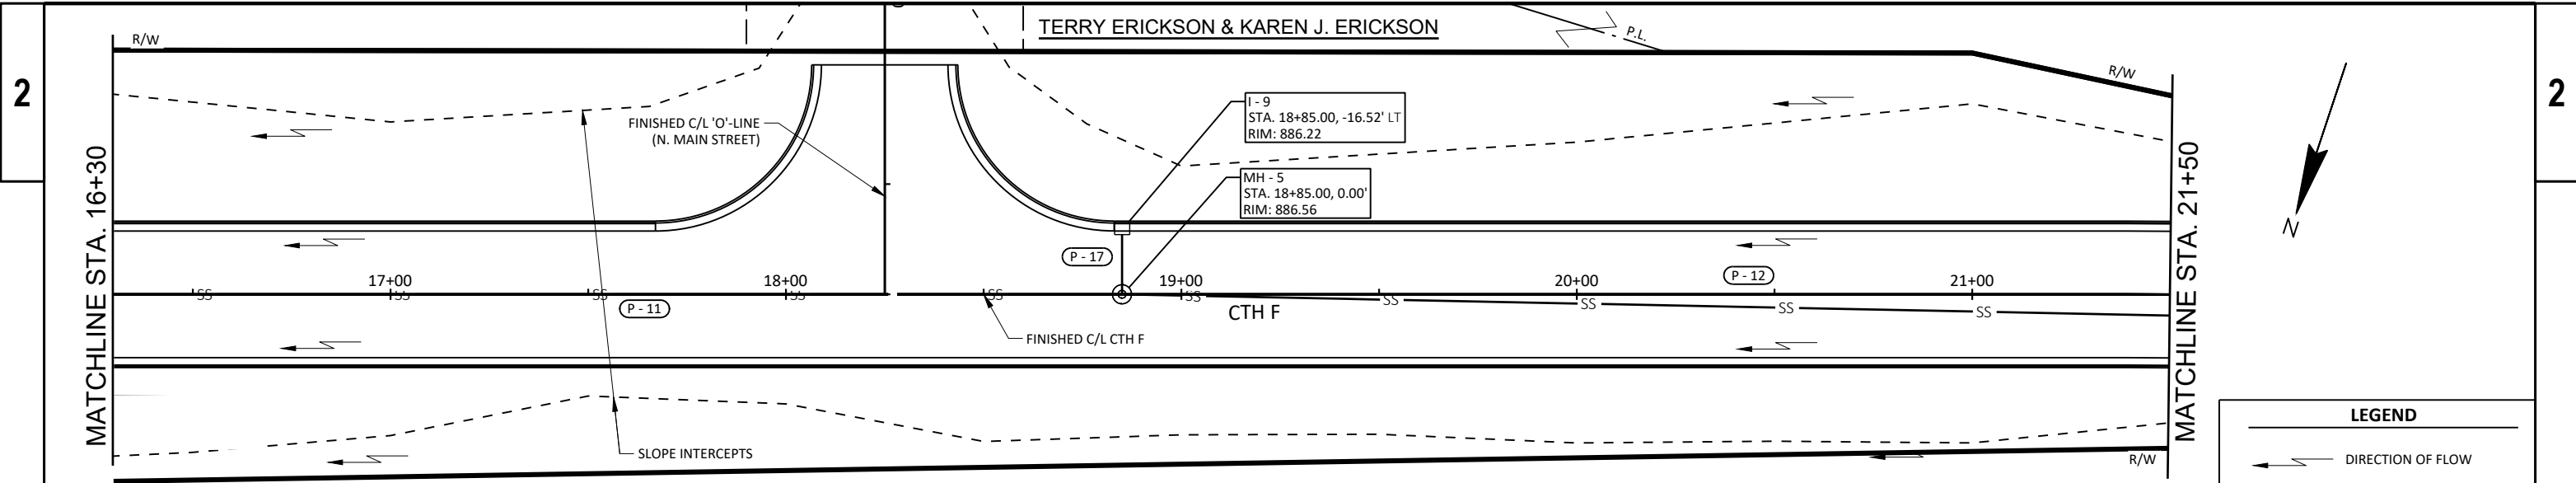 2
2
TERRY ERICKSON & KAREN J. ERICKSON
P.L.
R/W
R/W
MATCHLINE STA. 16+30
FINISHED C/L 'O'-LINE
(N. MAIN STREET)
I - 9
STA. 18+85.00, -16.52' LT
RIM: 886.22
MH - 5
STA. 18+85.00, 0.00'
RIM: 886.56
MATCHLINE STA. 21+50
N
P - 17
17+00
18+00
19+00
20+00
P - 12
21+00
SS
SS
SS
SS
SS
SS
SS
SS
SS
SS
P - 11
CTH F
FINISHED C/L CTH F
SLOPE INTERCEPTS
R/W
LEGEND
DIRECTION OF FLOW